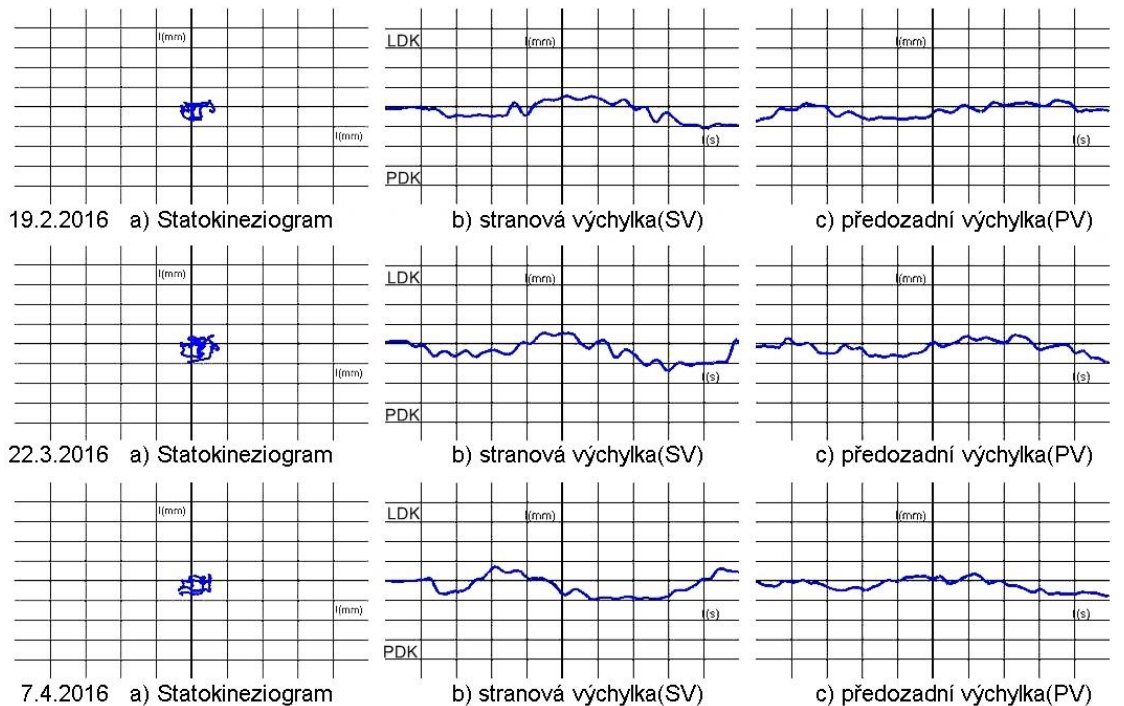 l(mm)
l(mm)
LDK
l(mm)
l(s)
PDK
l(mm)
l(s)
19.2.2016 a) Statokineziogram b) stranová výchylka(SV) c) předozadní výchylka(PV)
l(mm)
l(mm)
LDK
l(mm)
l(s)
PDK
l(mm)
l(s)
22.3.2016 a) Statokineziogram b) stranová výchylka(SV) c) předozadní výchylka(PV)
l(mm)
l(mm)
LDK
l(mm)
l(s)
PDK
l(mm)
l(s)
7.4.2016 a) Statokineziogram b) stranová výchylka(SV) c) předozadní výchylka(PV)